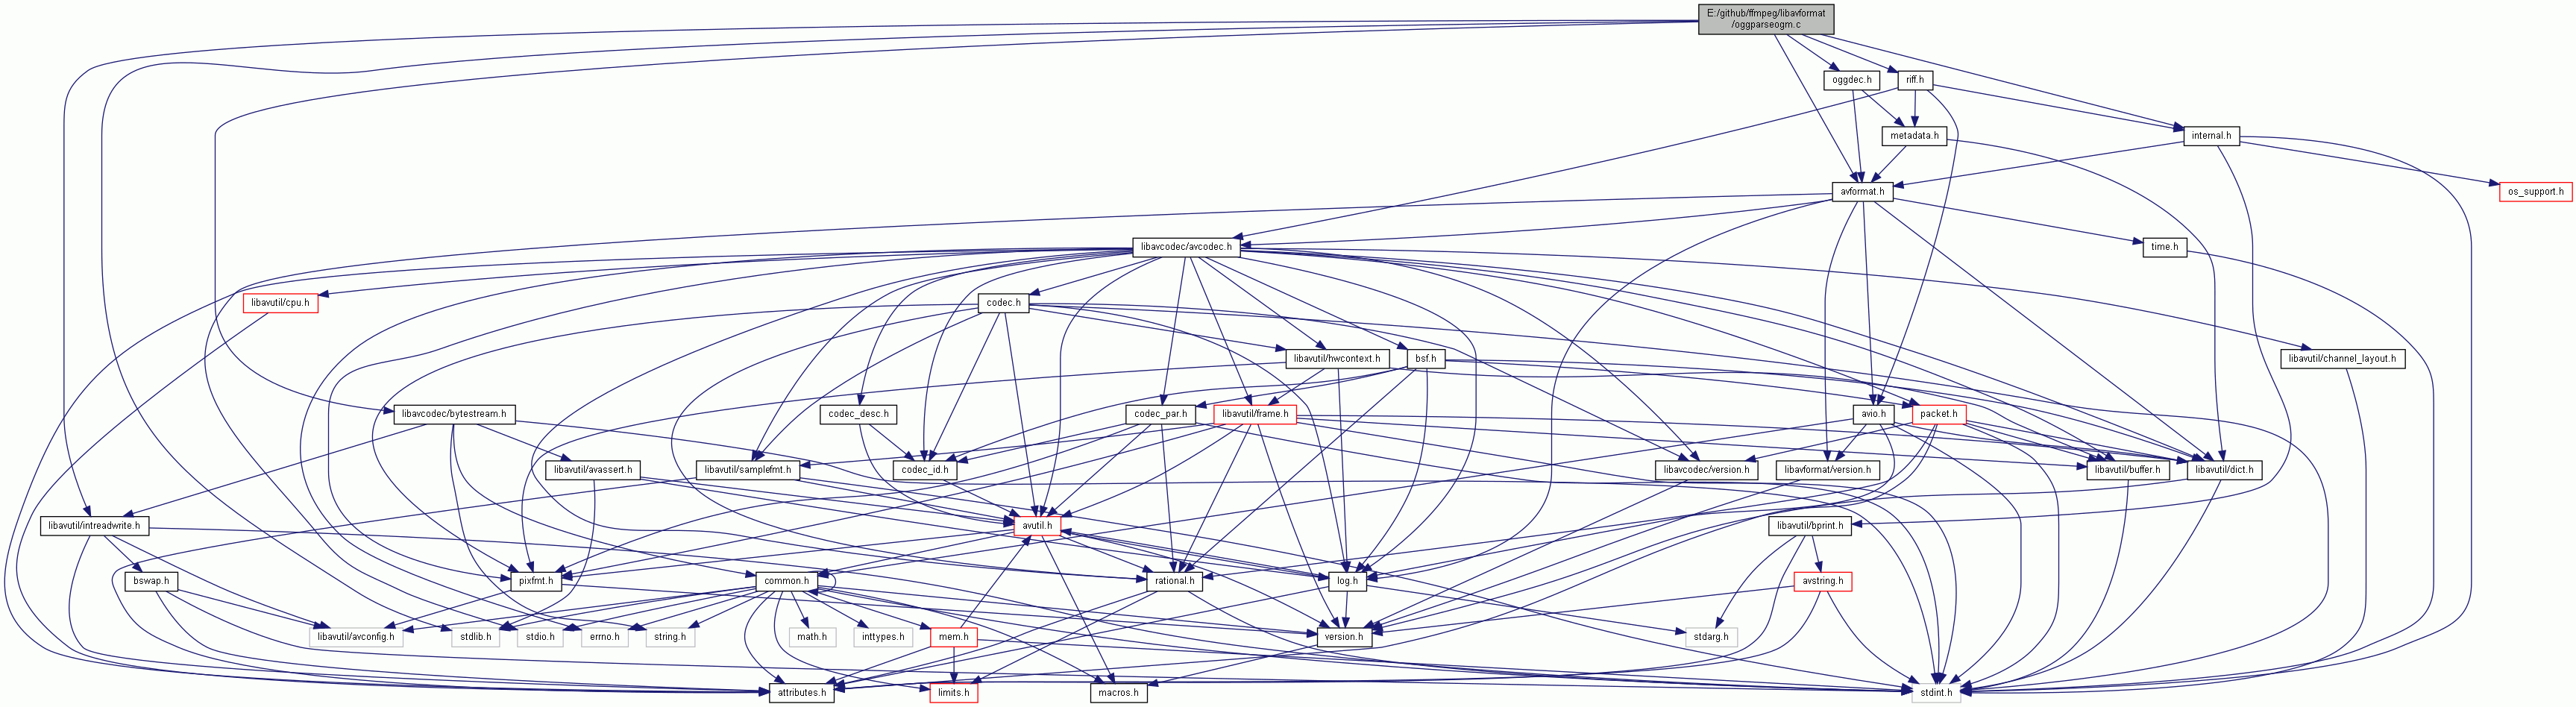 E:/github/ffmpeg/libavformat
/oggparseogm.c
oggdec.h
riff.h
metadata.h
internal.h
avformat.h
os_support.h
libavcodec/avcodec.h
time.h
libavutil/cpu.h
codec.h
libavutil/hwcontext.h
bsf.h
libavutil/channel_layout.h
libavcodec/bytestream.h
codec_desc.h
codec_par.h
libavutil/frame.h
avio.h
packet.h
libavutil/avassert.h
libavutil/samplefmt.h
codec_id.h
libavcodec/version.h
libavformat/version.h
libavutil/buffer.h
libavutil/dict.h
libavutil/intreadwrite.h
avutil.h
libavutil/bprint.h
bswap.h
pixfmt.h
common.h
rational.h
log.h
avstring.h
libavutil/avconfig.h
stdlib.h
stdio.h
errno.h
string.h
math.h
inttypes.h
mem.h
version.h
stdarg.h
attributes.h
limits.h
macros.h
stdint.h